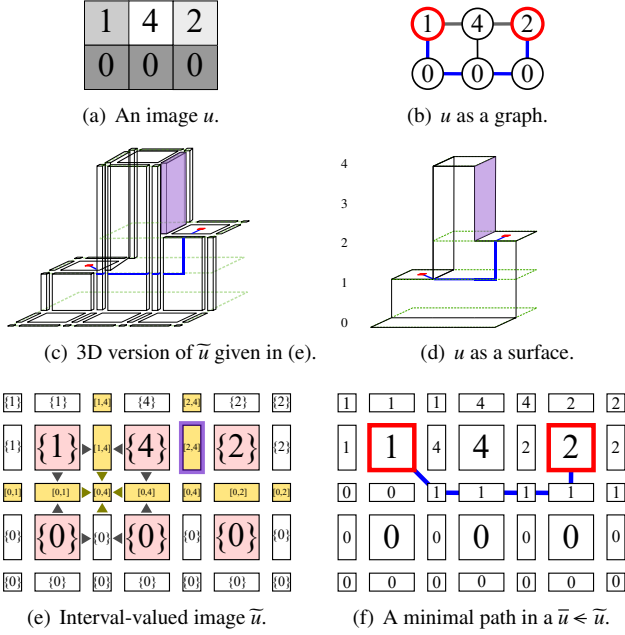 1 4 2
0 0 0
(a) An image u.
1 4 2
0 0 0
(b) u as a graph.
(c) 3D version of ũ given in (e).
4
3
2
1
0
(d) u as a surface.
{1} {1} [1,4] {4} [2,4] {2} {2}
{1} {1} [1,4] {4} [2,4] {2} {2}
[0,1] [0,1] [0,4] [0,4] [0,4] [0,2] [0,2]
{0} {0} {0} {0} {0} {0} {0}
{0} {0} {0} {0} {0} {0} {0}
(e) Interval-valued image ũ.
1 1 1 4 4 2 2
1 1 4 4 2 2 2
0 0 1 1 1 1 1
0 0 0 0 0 0 0
0 0 0 0 0 0 0
(f) A minimal path in a ū ⋖ ũ.